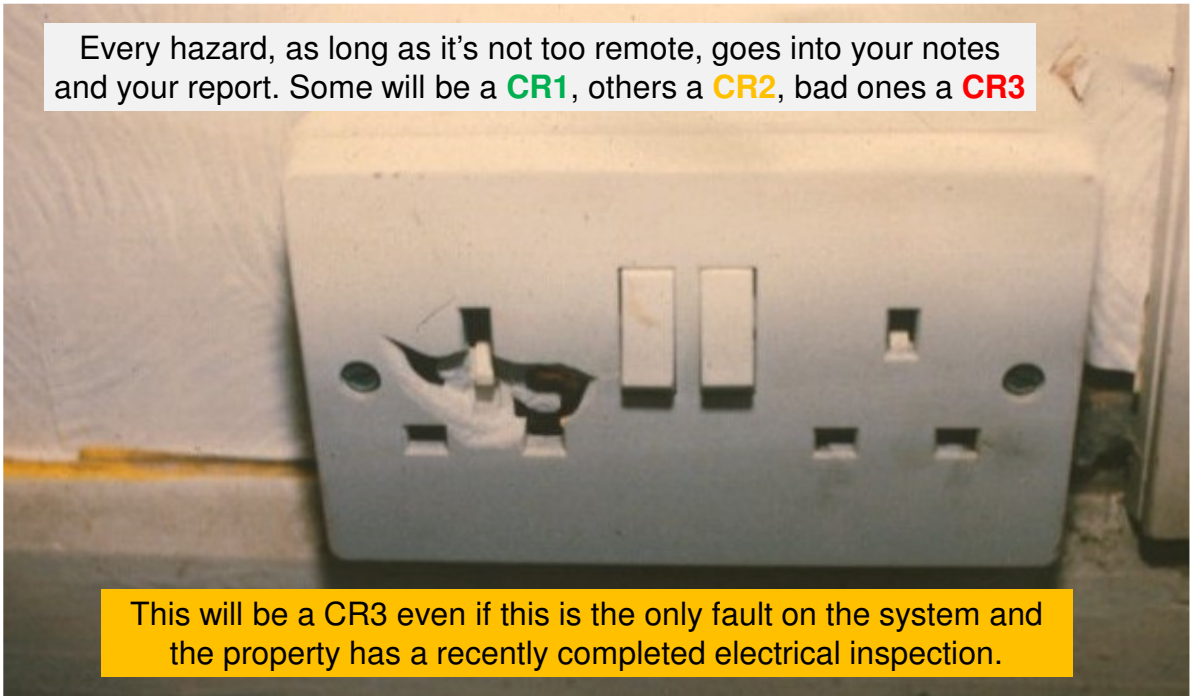 Every hazard, as long as it’s not too remote, goes into your notes
and your report. Some will be a CR1, others a CR2, bad ones a CR3
This will be a CR3 even if this is the only fault on the system and
the property has a recently completed electrical inspection.